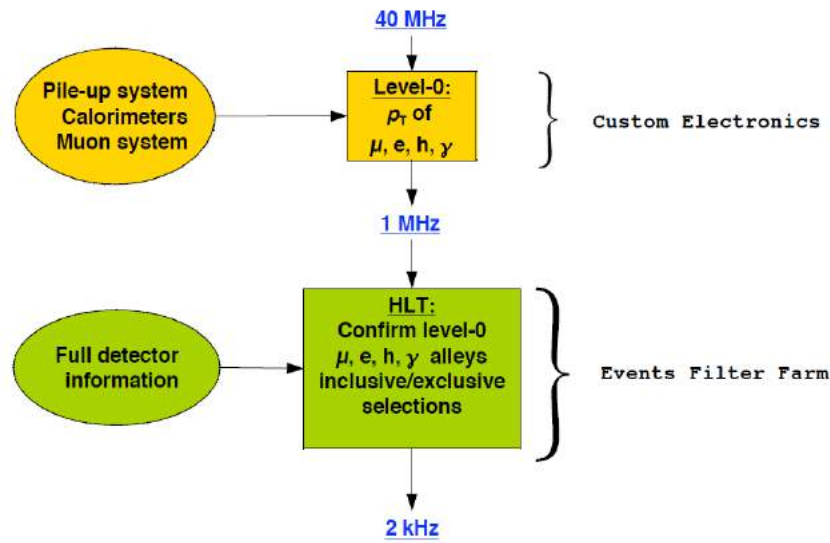 40 MHz
Pile-up system
Calorimeters
Muon system
Level-0:
pT of
μ, e, h, γ
Custom Electronics
1 MHz
Full detector
information
HLT:
Confirm level-0
μ, e, h, γ alleys
inclusive/exclusive
selections
Events Filter Farm
2 kHz